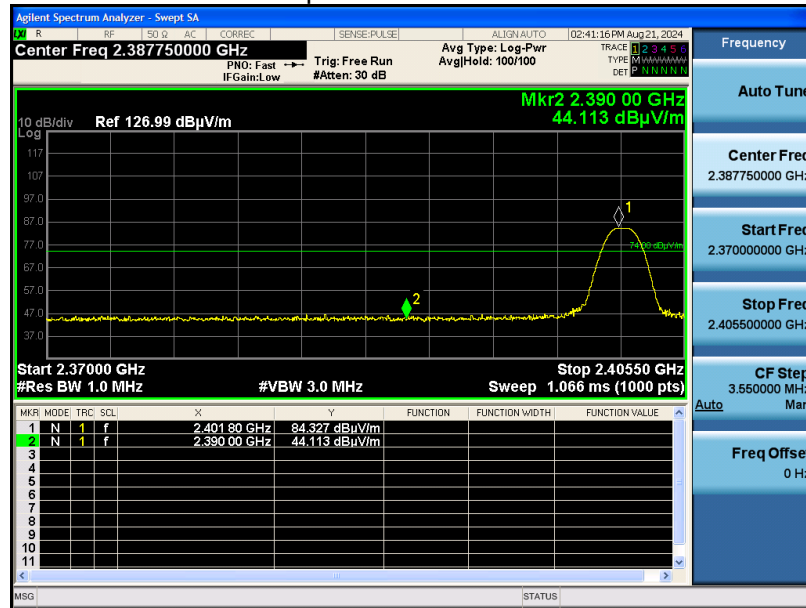 Agilent Spectrum Analyzer - Swept SA
LXI R RF 50 Ω AC CORREC SENSE:PULSE ALIGN AUTO 02:41:16 PM Aug 21, 2024
Center Freq 2.387750000 GHz
PNO: Fast
IFGain:Low
Trig: Free Run
#Atten: 30 dB
Avg Type: Log-Pwr
Avg|Hold: 100/100
TRACE 1 2 3 4 5 6
TYPE M W W W W W
DET P N N N N N
Mkr2 2.390 00 GHz
44.113 dBµV/m
10 dB/div Ref 126.99 dBµV/m
Log
117
107
97.0
87.0
77.0
67.0
57.0
47.0
37.0
1
74.00 dBµV/m
2
Start 2.37000 GHz Stop 2.40550 GHz
#Res BW 1.0 MHz #VBW 3.0 MHz Sweep 1.066 ms (1000 pts)
MKR MODE TRC SCL X Y FUNCTION FUNCTION WIDTH FUNCTION VALUE
1 N 1 f 2.401 80 GHz 84.327 dBµV/m
2 N 1 f 2.390 00 GHz 44.113 dBµV/m
3
4
5
6
7
8
9
10
11
MSG STATUS
Frequency
Auto Tune
Center Freq
2.387750000 GHz
Start Freq
2.370000000 GHz
Stop Freq
2.405500000 GHz
CF Step
3.550000 MHz
Auto Man
Freq Offset
0 Hz